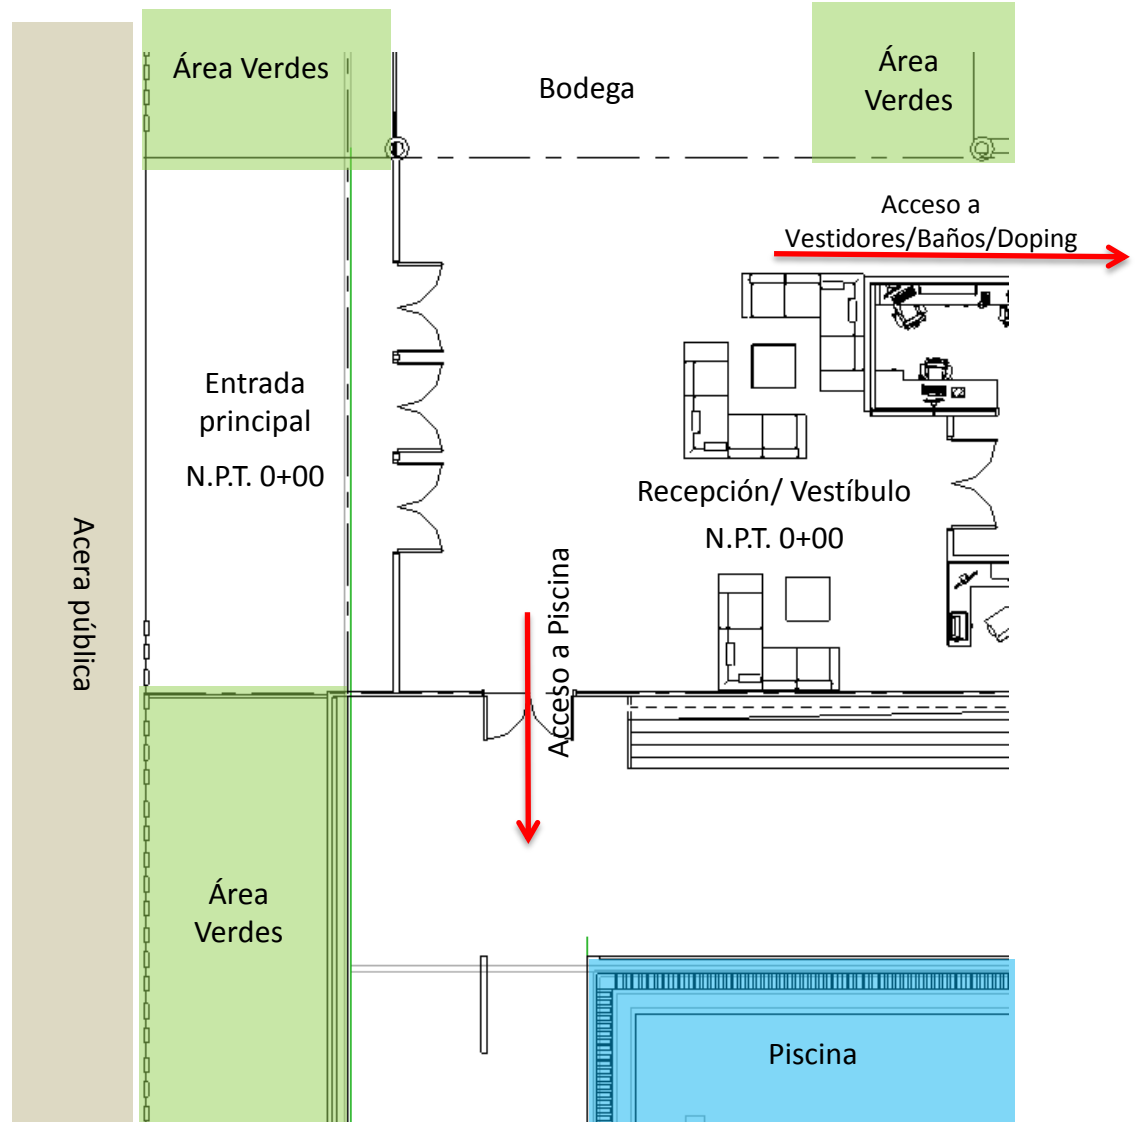 Área Verdes
Bodega
Área
Verdes
Acceso a
Vestidores/Baños/Doping
Entrada
principal
N.P.T. 0+00
Recepción/ Vestíbulo
N.P.T. 0+00
Acera pública
Acceso a Piscina
Área
Verdes
Piscina